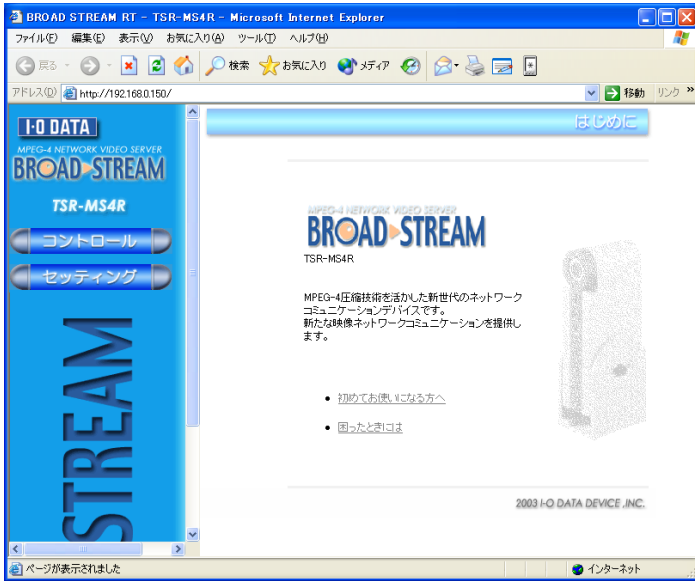 BROAD STREAM RT - TSR-MS4R - Microsoft Internet Explorer
ファイル(F) 編集(E) 表示(V) お気に入り(A) ツール(T) ヘルプ(H)
戻る 検索 お気に入り メディア
アドレス(D) http://192.168.0.150/ 移動 リンク »
I-O DATA
MPEG-4 NETWORK VIDEO SERVER
BROAD STREAM
TSR-MS4R
コントロール
セッティング
STREAM
はじめに
MPEG-4 NETWORK VIDEO SERVER
BROAD STREAM
TSR-MS4R
MPEG-4圧縮技術を活かした新世代のネットワーク
コミュニケーションデバイスです。
新たな映像ネットワークコミュニケーションを提供し
ます。
初めてお使いになる方へ
困ったときには
2003 I-O DATA DEVICE .INC.
ページが表示されました インターネット